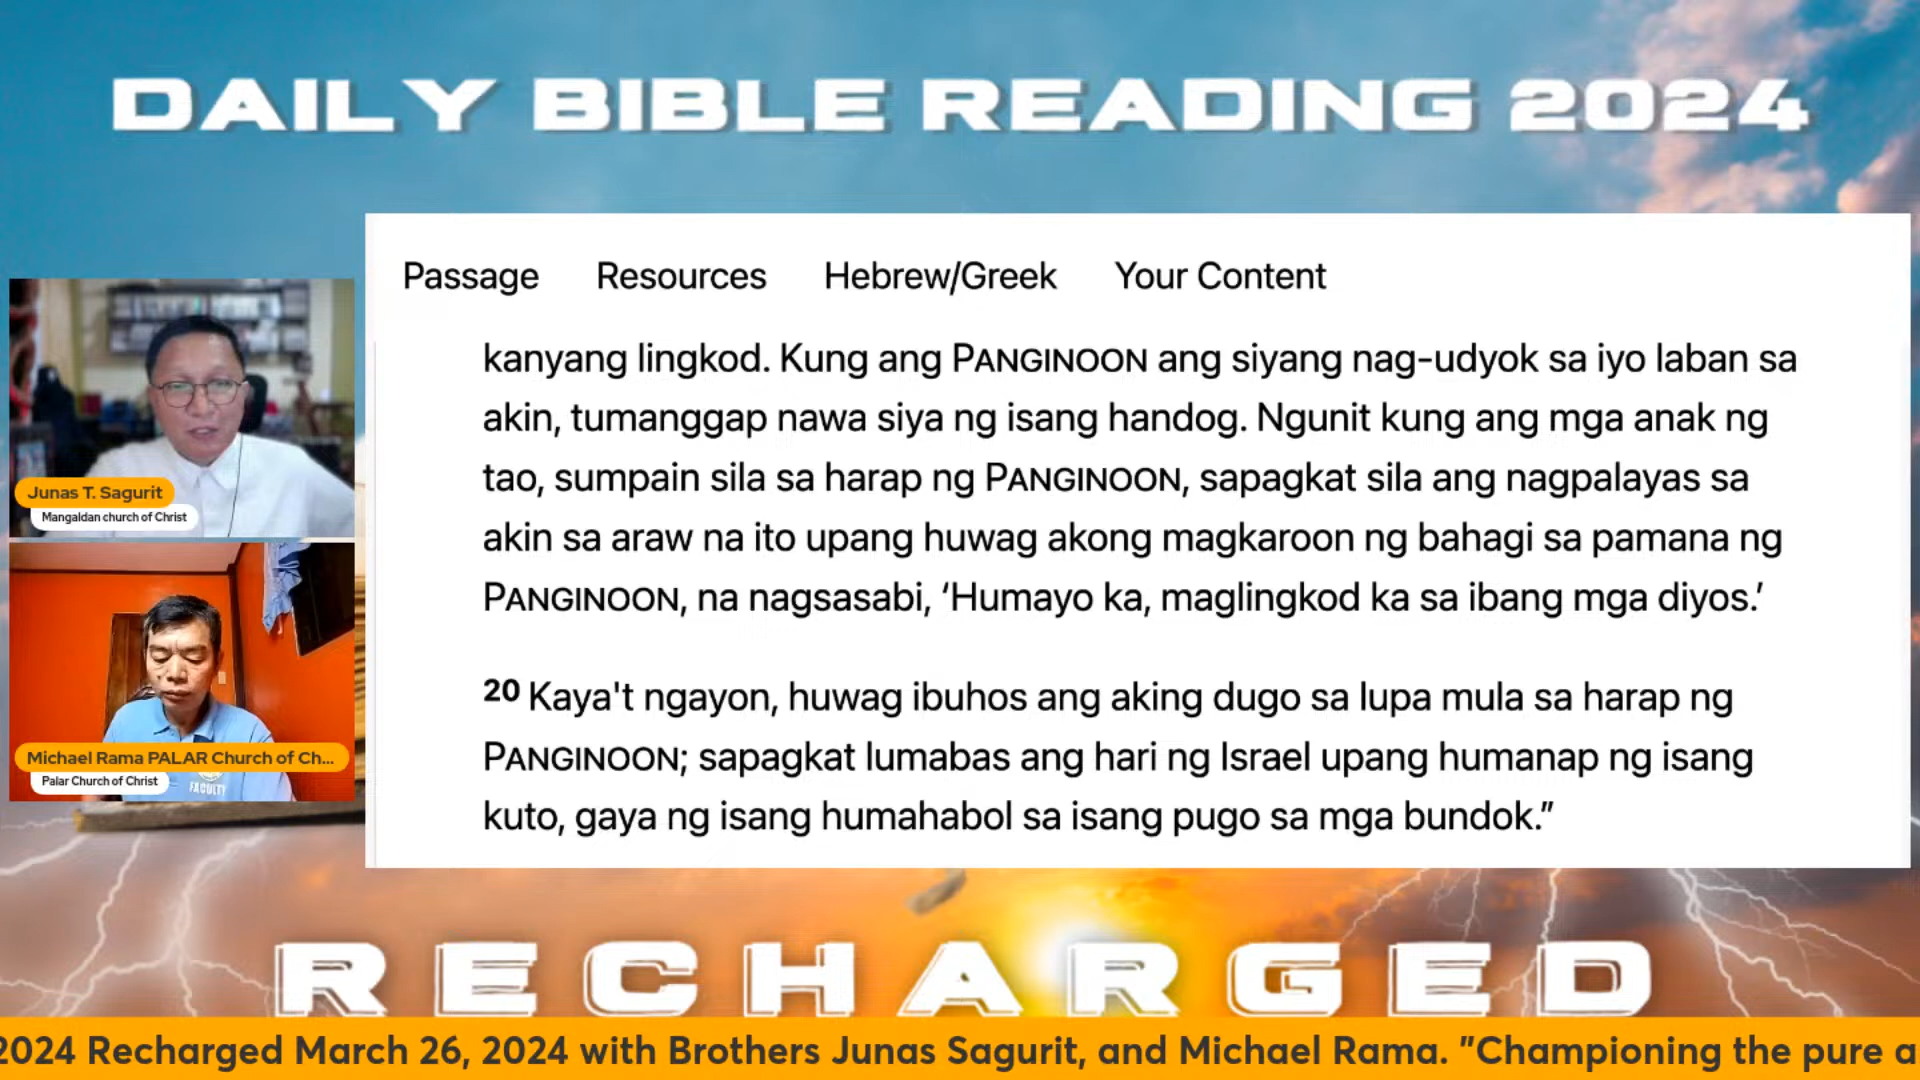 DAILY BIBLE READING 2024
Passage Resources Hebrew/Greek Your Content
kanyang lingkod. Kung ang PANGINOON ang siyang nag-udyok sa iyo laban sa
akin, tumanggap nawa siya ng isang handog. Ngunit kung ang mga anak ng
tao, sumpain sila sa harap ng PANGINOON, sapagkat sila ang nagpalayas sa
akin sa araw na ito upang huwag akong magkaroon ng bahagi sa pamana ng
PANGINOON, na nagsasabi, ‘Humayo ka, maglingkod ka sa ibang mga diyos.’
20 Kaya't ngayon, huwag ibuhos ang aking dugo sa lupa mula sa harap ng
PANGINOON; sapagkat lumabas ang hari ng Israel upang humanap ng isang
kuto, gaya ng isang humahabol sa isang pugo sa mga bundok.”
Junas T. Sagurit
Mangaldan church of Christ
Michael Rama PALAR Church of Ch...
Palar Church of Christ
FACULTY
RECHARGED
2024 Recharged March 26, 2024 with Brothers Junas Sagurit, and Michael Rama. "Championing the pure a